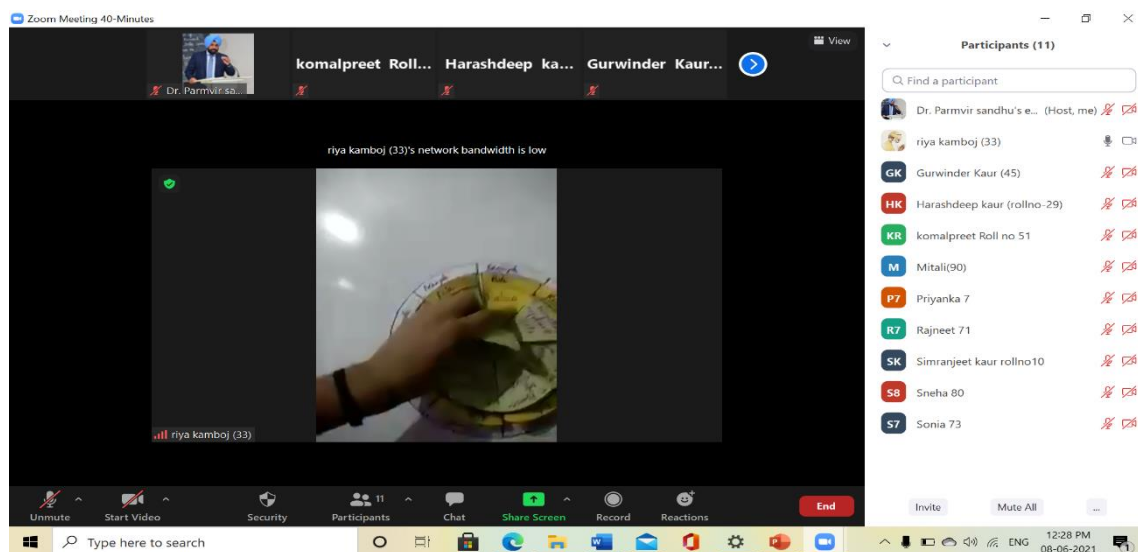 Zoom Meeting 40-Minutes
View
Dr. Parmvir sa...
komalpreet Roll...
Harashdeep ka...
Gurwinder Kaur...
riya kamboj (33)'s network bandwidth is low
riya kamboj (33)
Participants (11)
Find a participant
Dr. Parmvir sandhu's e... (Host, me)
riya kamboj (33)
GK Gurwinder Kaur (45)
HK Harashdeep kaur (rollno-29)
KR komalpreet Roll no 51
M Mitali(90)
P7 Priyanka 7
R7 Rajneet 71
SK Simranjeet kaur rollno10
S8 Sneha 80
S7 Sonia 73
Unmute
Start Video
Security
Participants 11
Chat
Share Screen
Record
Reactions
End
Invite
Mute All
...
Type here to search
ENG
12:28 PM
08-06-2021